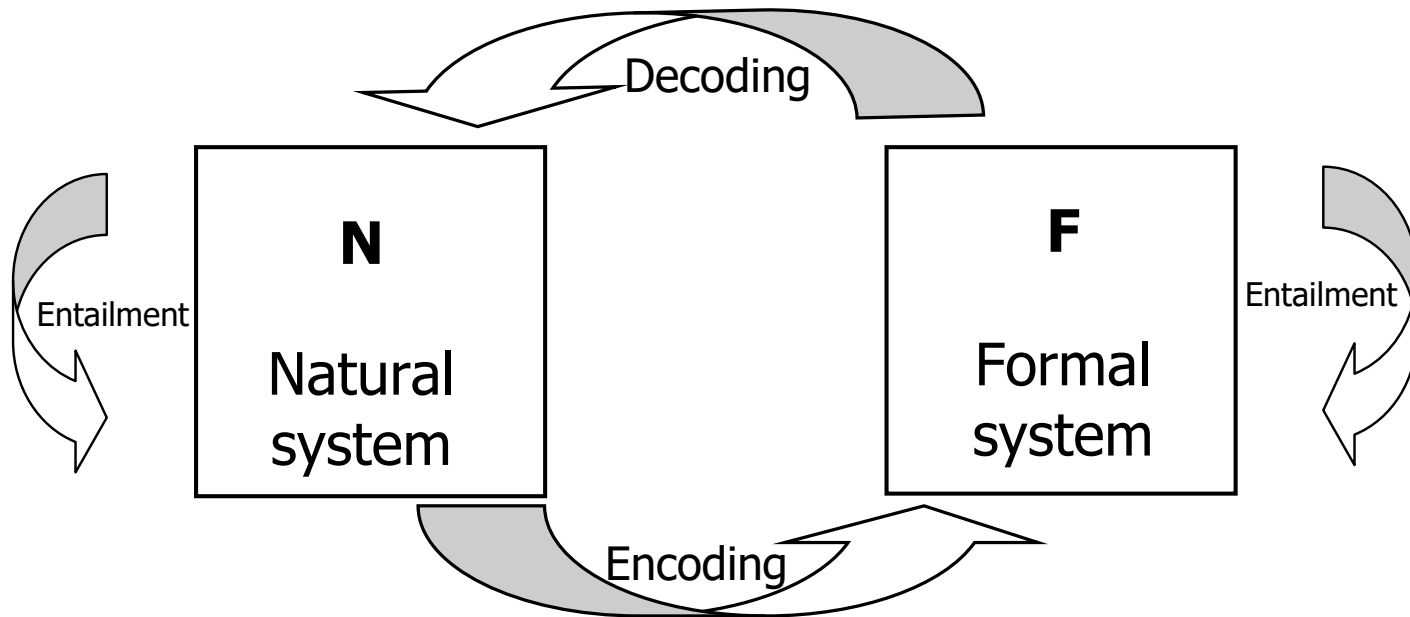 Decoding
N
Natural
system
F
Formal
system
Entailment
Entailment
Encoding